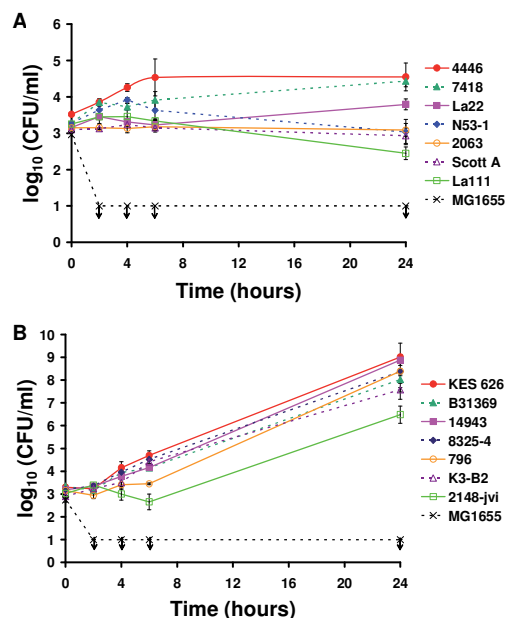 A
log10 (CFU/ml)
6
5
4
3
2
1
0
0 4 8 12 16 20 24
Time (hours)
4446
7418
La22
N53-1
2063
Scott A
La111
MG1655
B
log10 (CFU/ml)
10
9
8
7
6
5
4
3
2
1
0
0 4 8 12 16 20 24
Time (hours)
KES 626
B31369
14943
8325-4
796
K3-B2
2148-jvi
MG1655